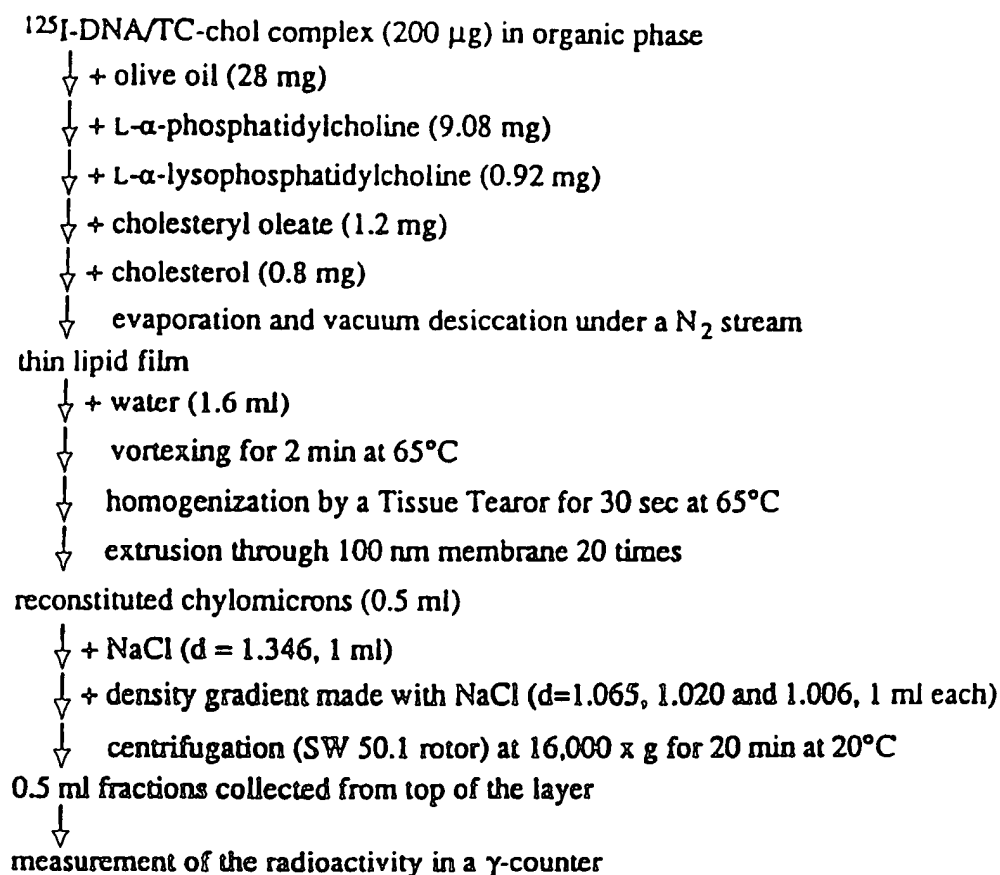 ¹²⁵I-DNA/TC-chol complex (200 µg) in organic phase
+ olive oil (28 mg)
+ L-α-phosphatidylcholine (9.08 mg)
+ L-α-lysophosphatidylcholine (0.92 mg)
+ cholesteryl oleate (1.2 mg)
+ cholesterol (0.8 mg)
evaporation and vacuum desiccation under a N₂ stream
thin lipid film
+ water (1.6 ml)
vortexing for 2 min at 65°C
homogenization by a Tissue Tearor for 30 sec at 65°C
extrusion through 100 nm membrane 20 times
reconstituted chylomicrons (0.5 ml)
+ NaCl (d = 1.346, 1 ml)
+ density gradient made with NaCl (d=1.065, 1.020 and 1.006, 1 ml each)
centrifugation (SW 50.1 rotor) at 16,000 x g for 20 min at 20°C
0.5 ml fractions collected from top of the layer
measurement of the radioactivity in a γ-counter